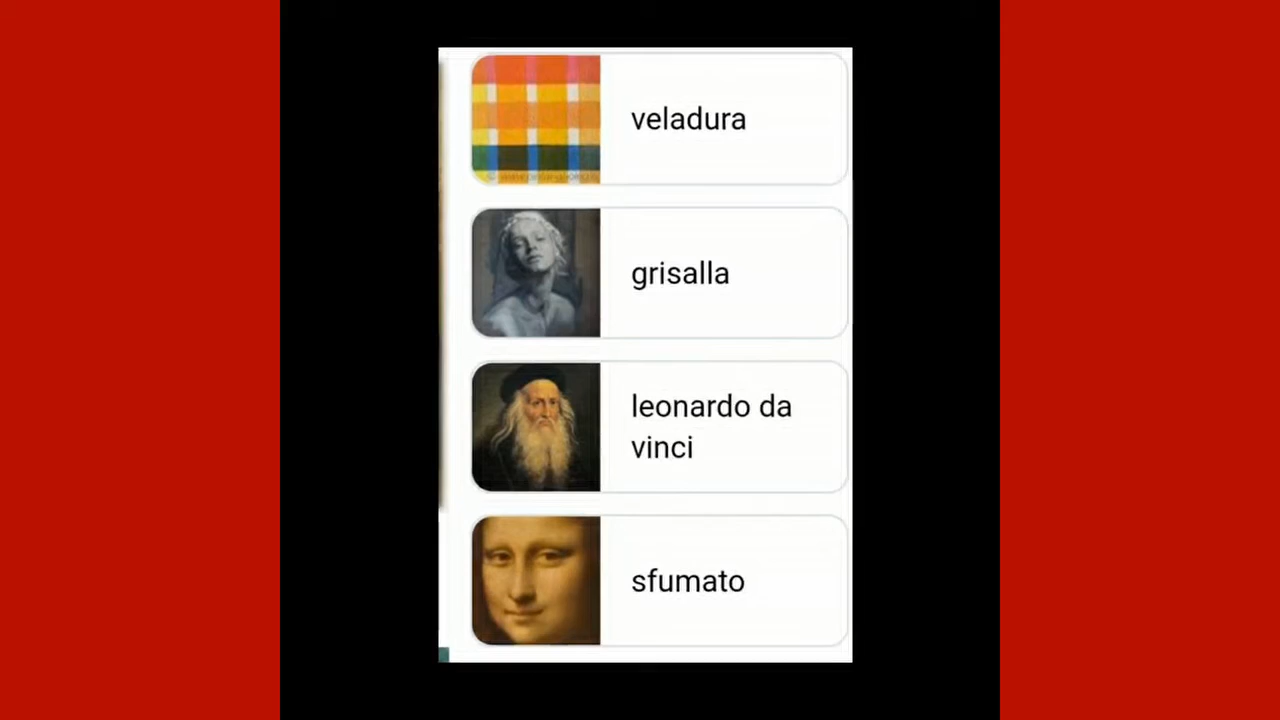 veladura
grisalla
leonardo da
vinci
sfumato